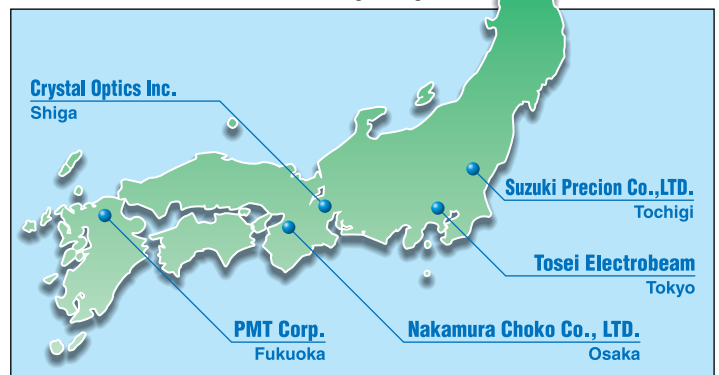 Crystal Optics Inc.
Shiga
Suzuki Precion Co.,LTD.
Tochigi
Tosei Electrobeam
Tokyo
PMT Corp.
Fukuoka
Nakamura Choko Co., LTD.
Osaka